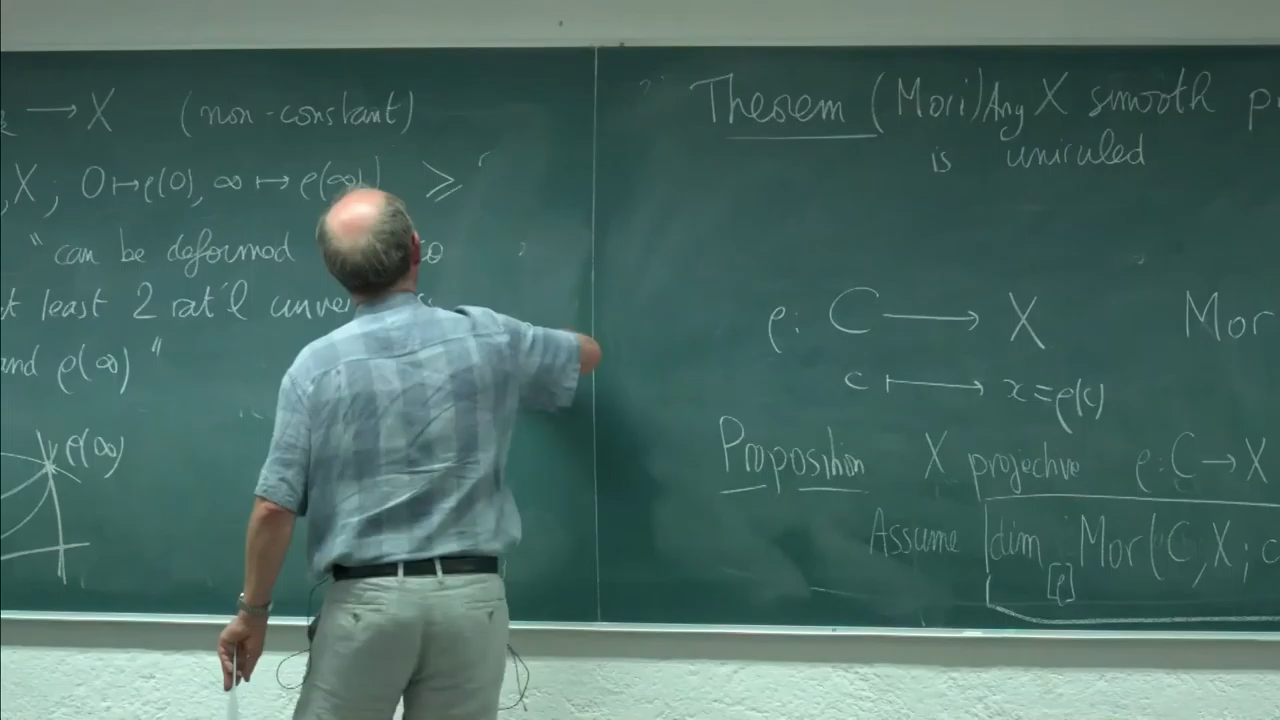 → X (non-constant)
,X ; 0 ↦ ρ(0), ∞ ↦ ρ(∞) ≥
"can be deformed
at least 2 rat'l
and ρ(∞)"
ρ(∞)
Theorem (Mori) Any X smooth
is uniruled
ρ: C → X Mor
c ↦ x = ρ(c)
Proposition X projective ρ: C → X
Assume dim Mor(C, X;
[ρ]